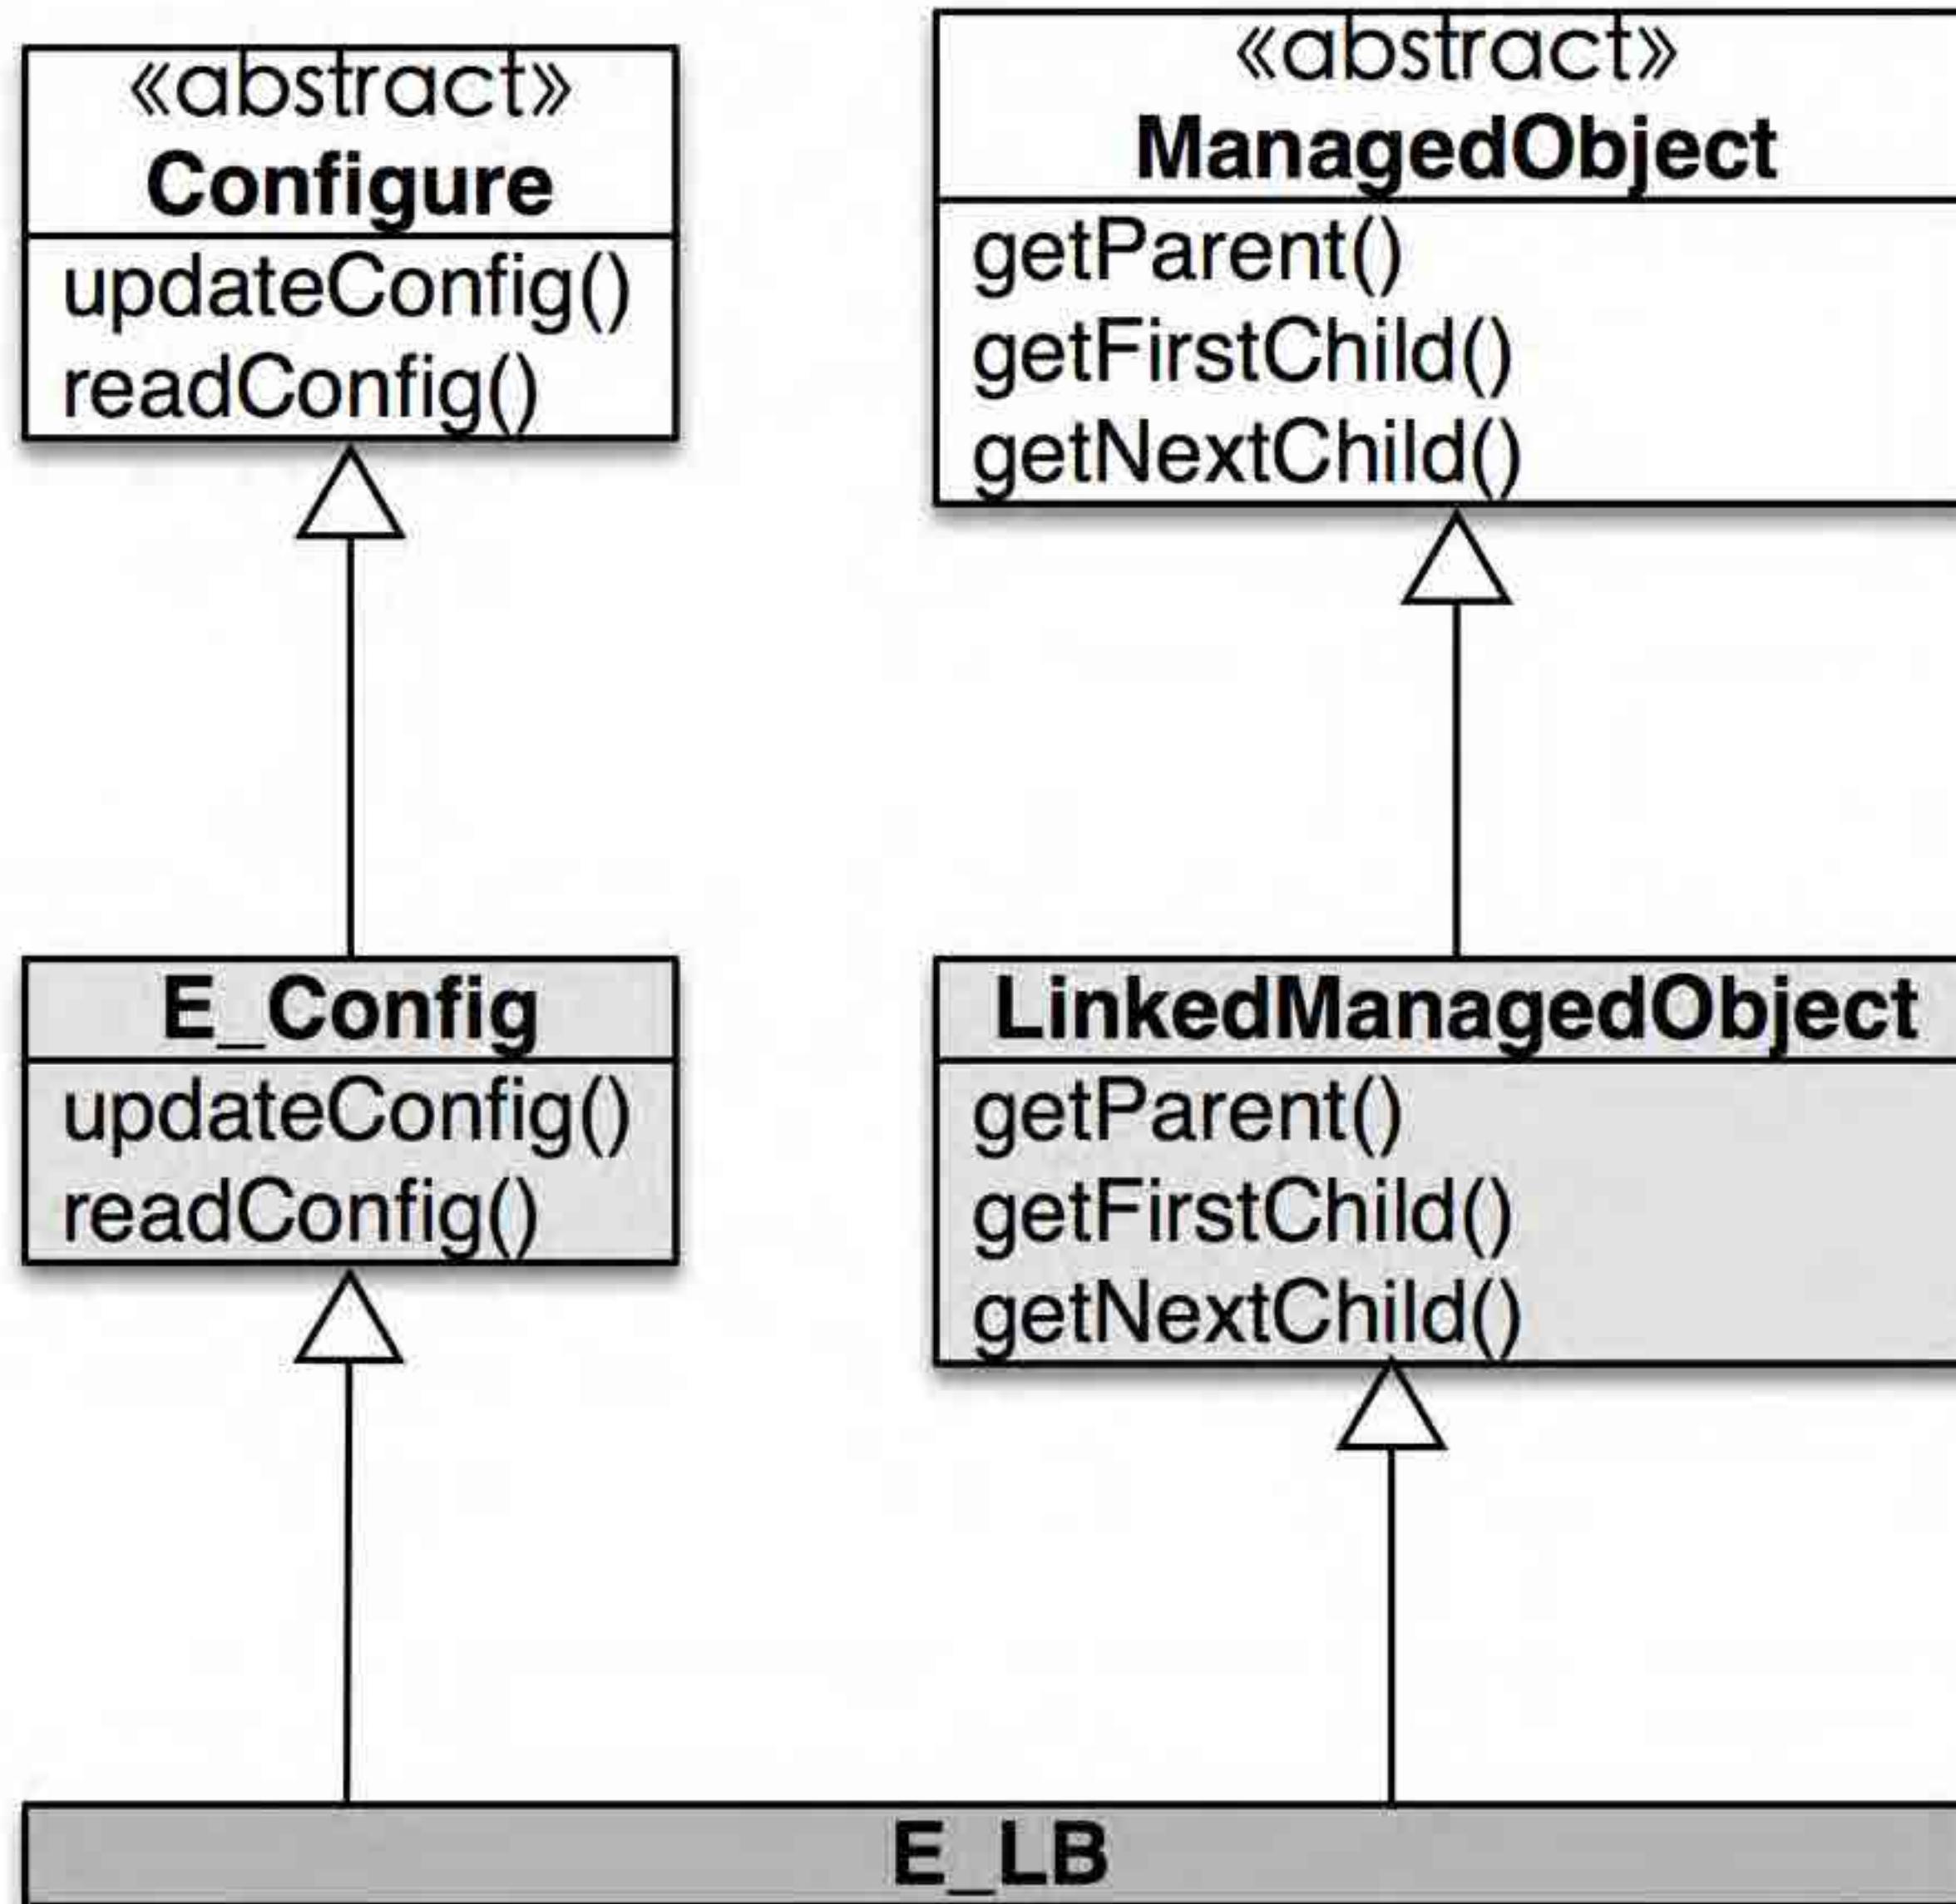 «abstract»
Configure
updateConfig()
readConfig()
«abstract»
ManagedObject
getParent()
getFirstChild()
getNextChild()
E_Config
updateConfig()
readConfig()
LinkedManagedObject
getParent()
getFirstChild()
getNextChild()
E_LB